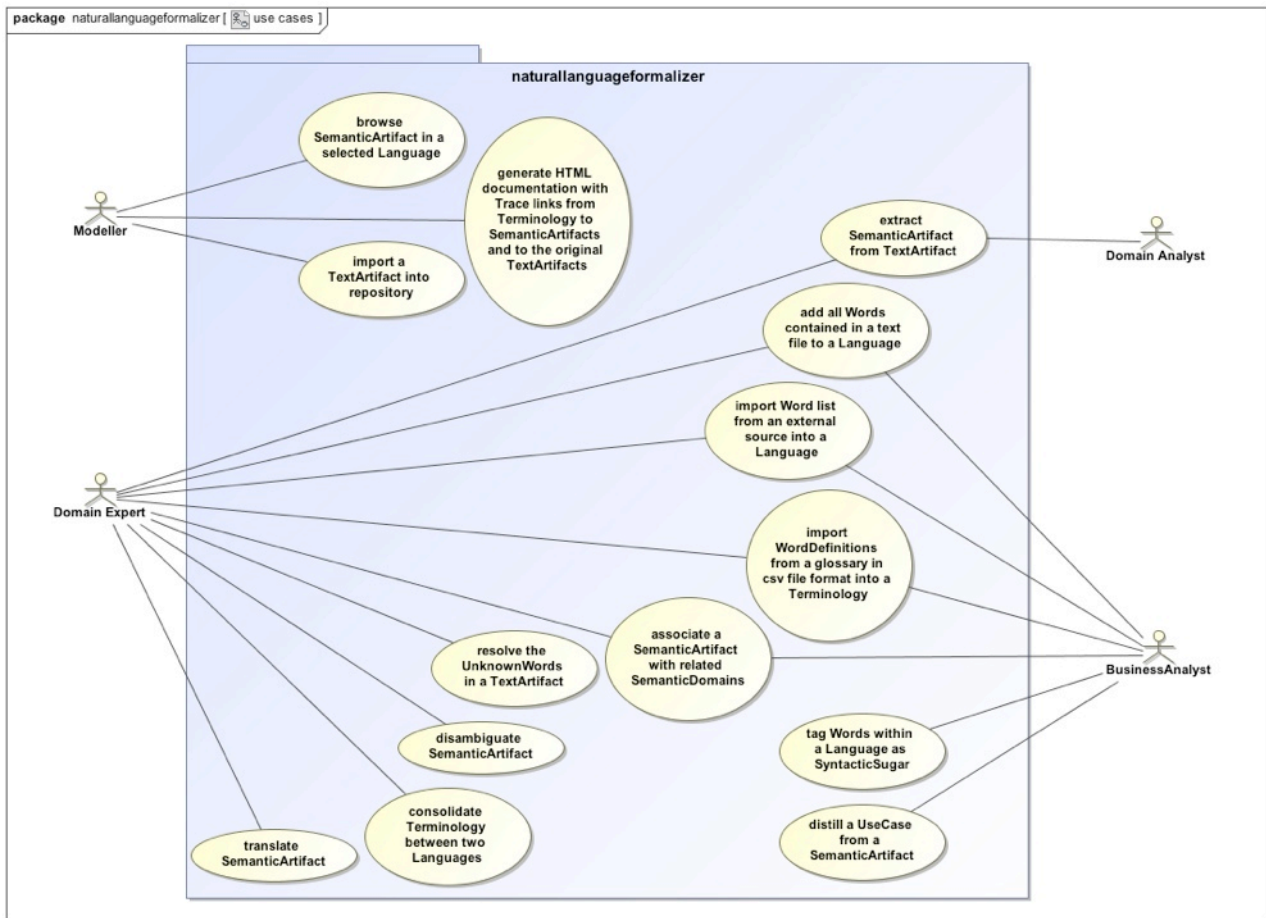 package naturallanguageformalizer [ use cases ]
naturallanguageformalizer
browse
SemanticArtifact in a
selected Language
generate HTML
documentation with
Trace links from
Terminology to
SemanticArtifacts
and to the original
TextArtifacts
Modeller
import a
TextArtifact into
repository
extract
SemanticArtifact
from TextArtifact
Domain Analyst
add all Words
contained in a text
file to a Language
import Word list
from an external
source into a
Language
Domain Expert
import
WordDefinitions
from a glossary in
csv file format into a
Terminology
resolve the
UnknownWords
in a TextArtifact
associate a
SemanticArtifact
with related
SemanticDomains
BusinessAnalyst
disambiguate
SemanticArtifact
tag Words within
a Language as
SyntacticSugar
consolidate
Terminology
between two
Languages
translate
SemanticArtifact
distill a UseCase
from a
SemanticArtifact